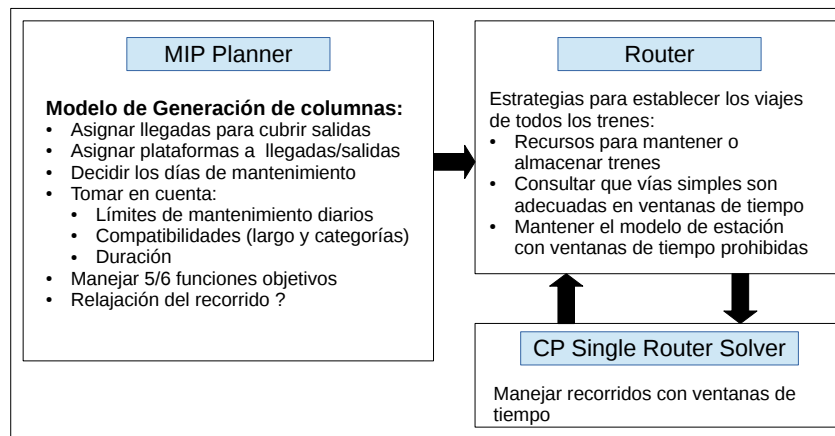 MIP Planner
Modelo de Generación de columnas:
• Asignar llegadas para cubrir salidas
• Asignar plataformas a llegadas/salidas
• Decidir los días de mantenimiento
• Tomar en cuenta:
• Límites de mantenimiento diarios
• Compatibilidades (largo y categorías)
• Duración
• Manejar 5/6 funciones objetivos
• Relajación del recorrido ?
Router
Estrategias para establecer los viajes
de todos los trenes:
• Recursos para mantener o
almacenar trenes
• Consultar que vías simples son
adecuadas en ventanas de tiempo
• Mantener el modelo de estación
con ventanas de tiempo prohibidas
CP Single Router Solver
Manejar recorridos con ventanas de
tiempo